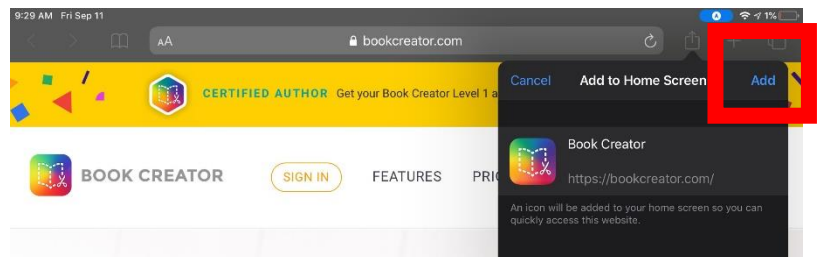 9:29 AM Fri Sep 11
1%
AA bookcreator.com
Cancel Add to Home Screen Add
CERTIFIED AUTHOR Get your Book Creator Level 1 a
Book Creator
https://bookcreator.com/
BOOK CREATOR SIGN IN FEATURES PRIC
An icon will be added to your home screen so you can
quickly access this website.